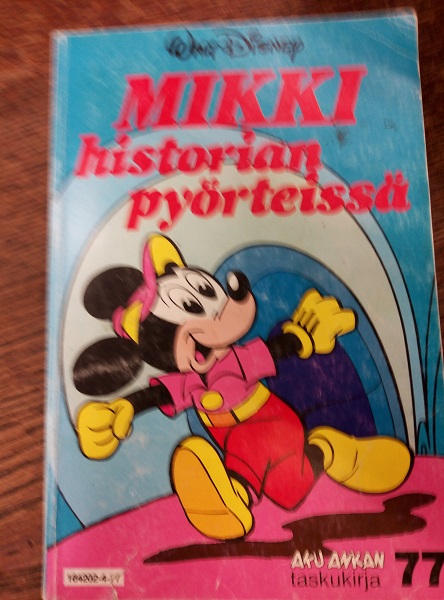 Walt Disney
MIKKI
historian
pyörteissä
AKU ANKAN
taskukirja 77